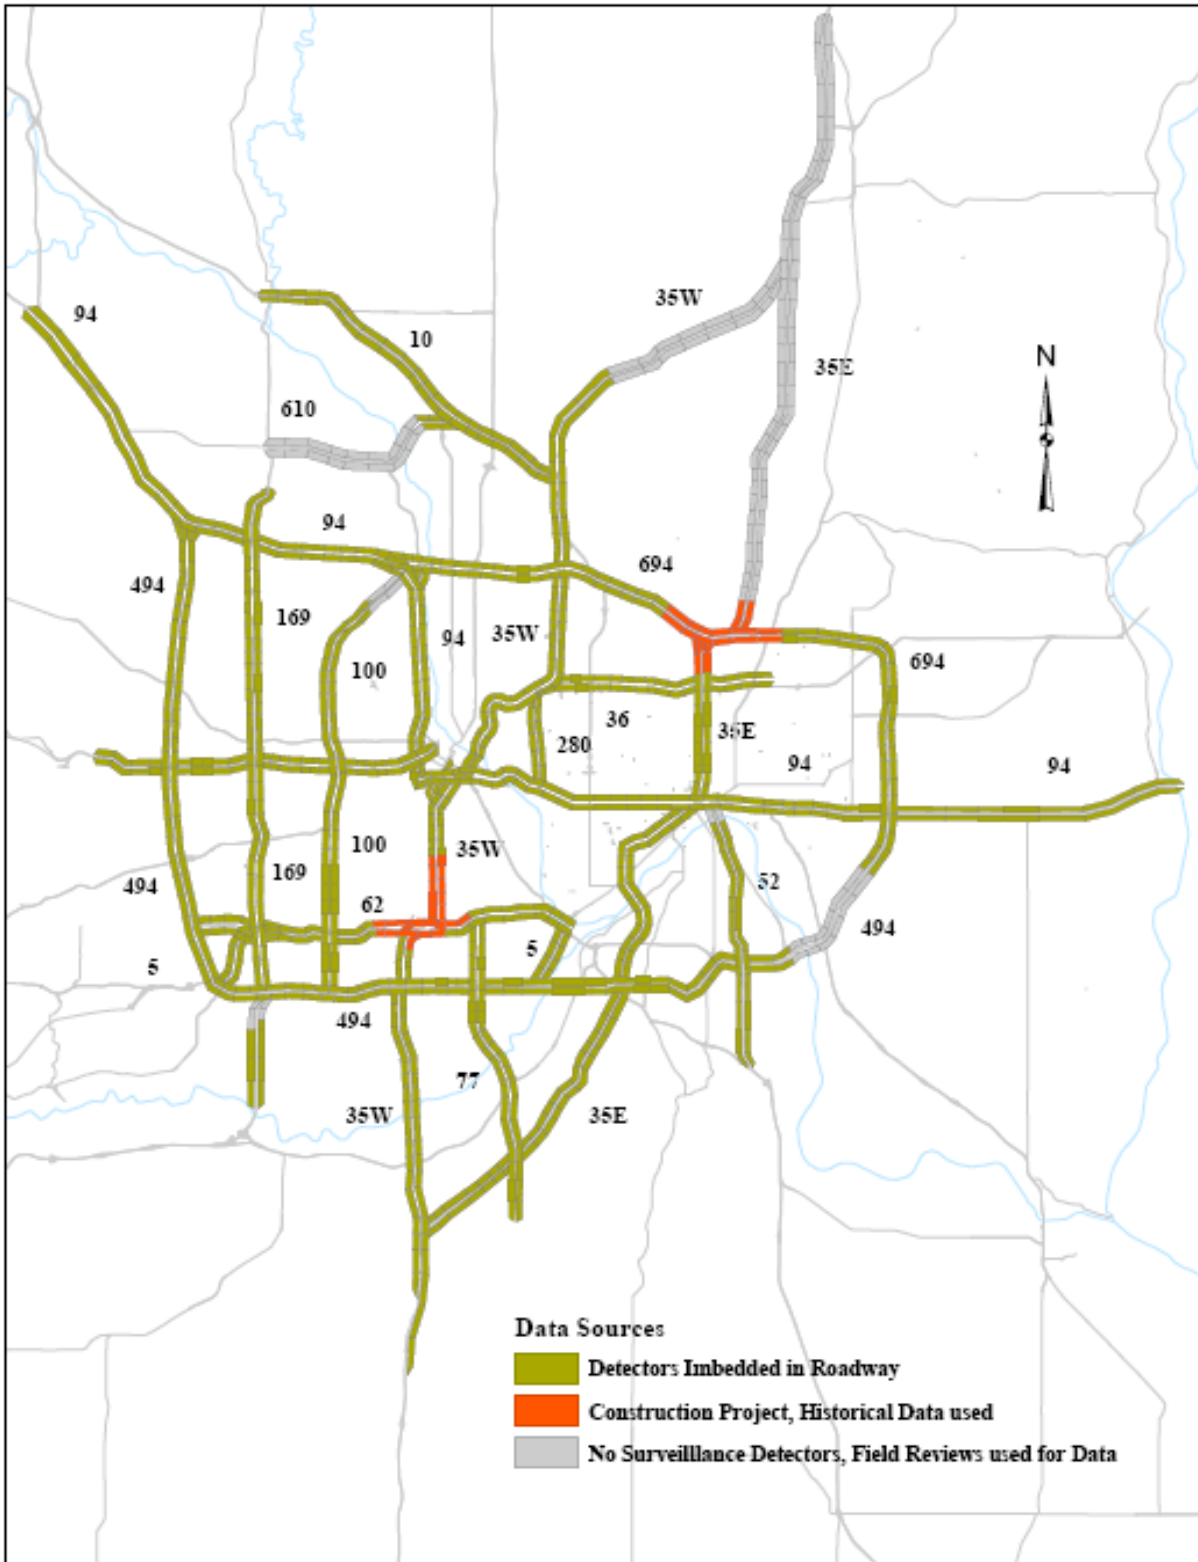 35W
94
N
10
35E
610
94
694
494
169
94
35W
100
694
36
35E
280
94
94
100
35W
169
52
494
62
494
5
5
494
77
35W
35E
Data Sources
Detectors Imbedded in Roadway
Construction Project, Historical Data used
No Surveilllance Detectors, Field Reviews used for Data